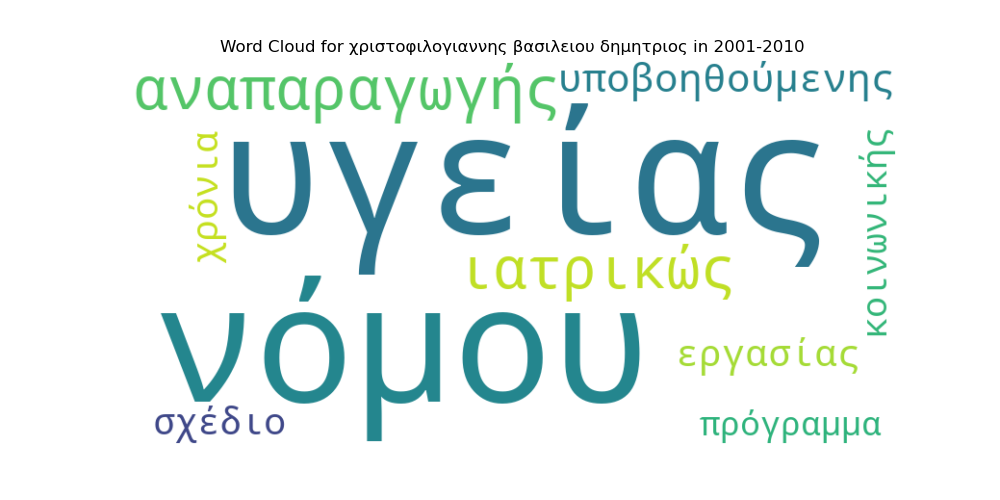 Word Cloud for χριστοφιλογιαννης βασιλειου δημητριος in 2001-2010
αναπαραγωγής υποβοηθούμενης
χρόνια υγείας κοινωνικής
ιατρικώς
νόμου
εργασίας
σχέδιο πρόγραμμα